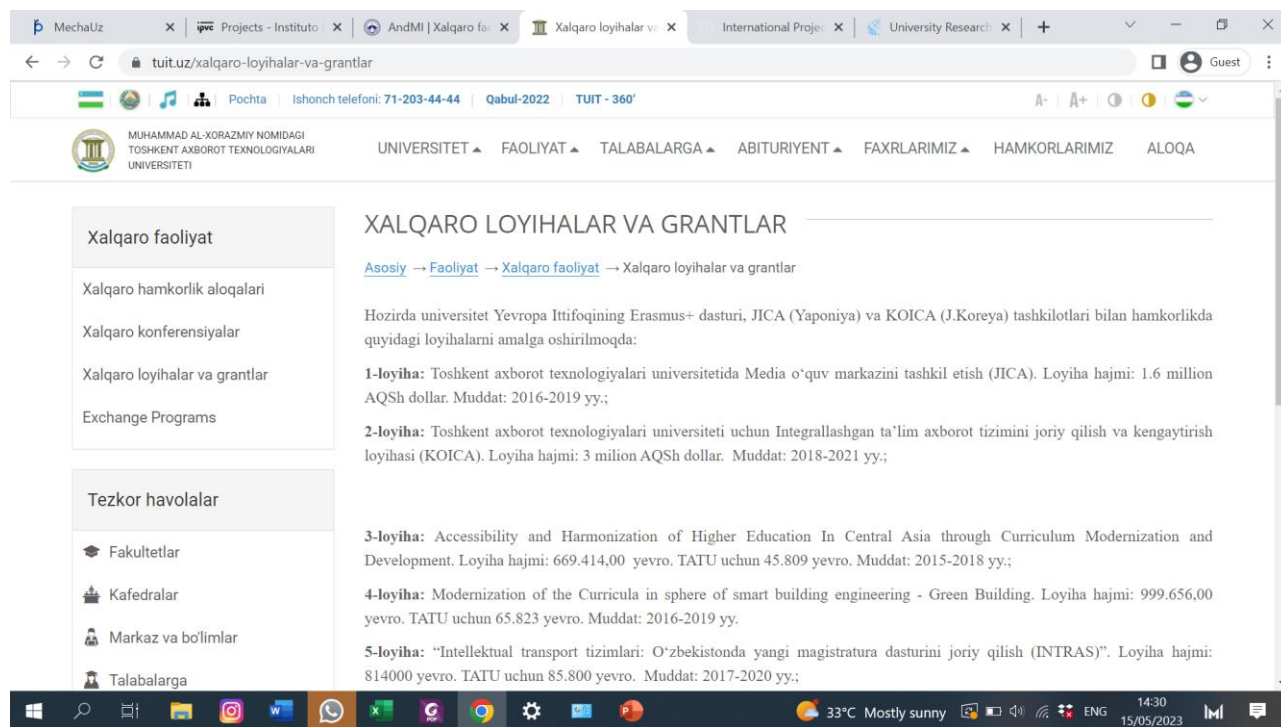 MechaUz
ipvc Projects - Instituto
AndMI | Xalqaro fa
Xalqaro loyihalar va
International Projec
University Research
tuit.uz/xalqaro-loyihalar-va-grantlar
Guest
Pochta
Ishonch telefoni: 71-203-44-44
Qabul-2022
TUIT - 360'
A-
A+
MUHAMMAD AL-XORAZMIY NOMIDAGI
TOSHKENT AXBOROT TEXNOLOGIYALARI
UNIVERSITETI
UNIVERSITET FAOLIYAT TALABALARGA ABITURIYENT FAXRLARIMIZ HAMKORLARIMIZ ALOQA
Xalqaro faoliyat
Xalqaro hamkorlik aloqalari
Xalqaro konferensiyalar
Xalqaro loyihalar va grantlar
Exchange Programs
Tezkor havolalar
Fakultetlar
Kafedralar
Markaz va bo'limlar
Talabalarga
XALQARO LOYIHALAR VA GRANTLAR
Asosiy → Faoliyat → Xalqaro faoliyat → Xalqaro loyihalar va grantlar
Hozirda universitet Yevropa Ittifoqining Erasmus+ dasturi, JICA (Yaponiya) va KOICA (J.Koreya) tashkilotlari bilan hamkorlikda
quyidagi loyihalarni amalga oshirilmoqda:
1-loyiha: Toshkent axborot texnologiyalari universitetida Media o‘quv markazini tashkil etish (JICA). Loyiha hajmi: 1.6 million
AQSh dollar. Muddat: 2016-2019 yy.;
2-loyiha: Toshkent axborot texnologiyalari universiteti uchun Integrallashgan ta’lim axborot tizimini joriy qilish va kengaytirish
loyihasi (KOICA). Loyiha hajmi: 3 milion AQSh dollar. Muddat: 2018-2021 yy.;
3-loyiha: Accessibility and Harmonization of Higher Education In Central Asia through Curriculum Modernization and
Development. Loyiha hajmi: 669.414,00 yevro. TATU uchun 45.809 yevro. Muddat: 2015-2018 yy.;
4-loyiha: Modernization of the Curricula in sphere of smart building engineering - Green Building. Loyiha hajmi: 999.656,00
yevro. TATU uchun 65.823 yevro. Muddat: 2016-2019 yy.
5-loyiha: “Intellektual transport tizimlari: O‘zbekistonda yangi magistratura dasturini joriy qilish (INTRAS)”. Loyiha hajmi:
814000 yevro. TATU uchun 85.800 yevro. Muddat: 2017-2020 yy.;
33°C Mostly sunny
ENG
14:30
15/05/2023